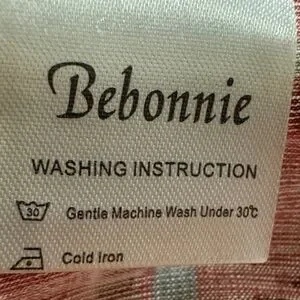 Bebonnie
WASHING INSTRUCTION
30 Gentle Machine Wash Under 30℃
Cold Iron